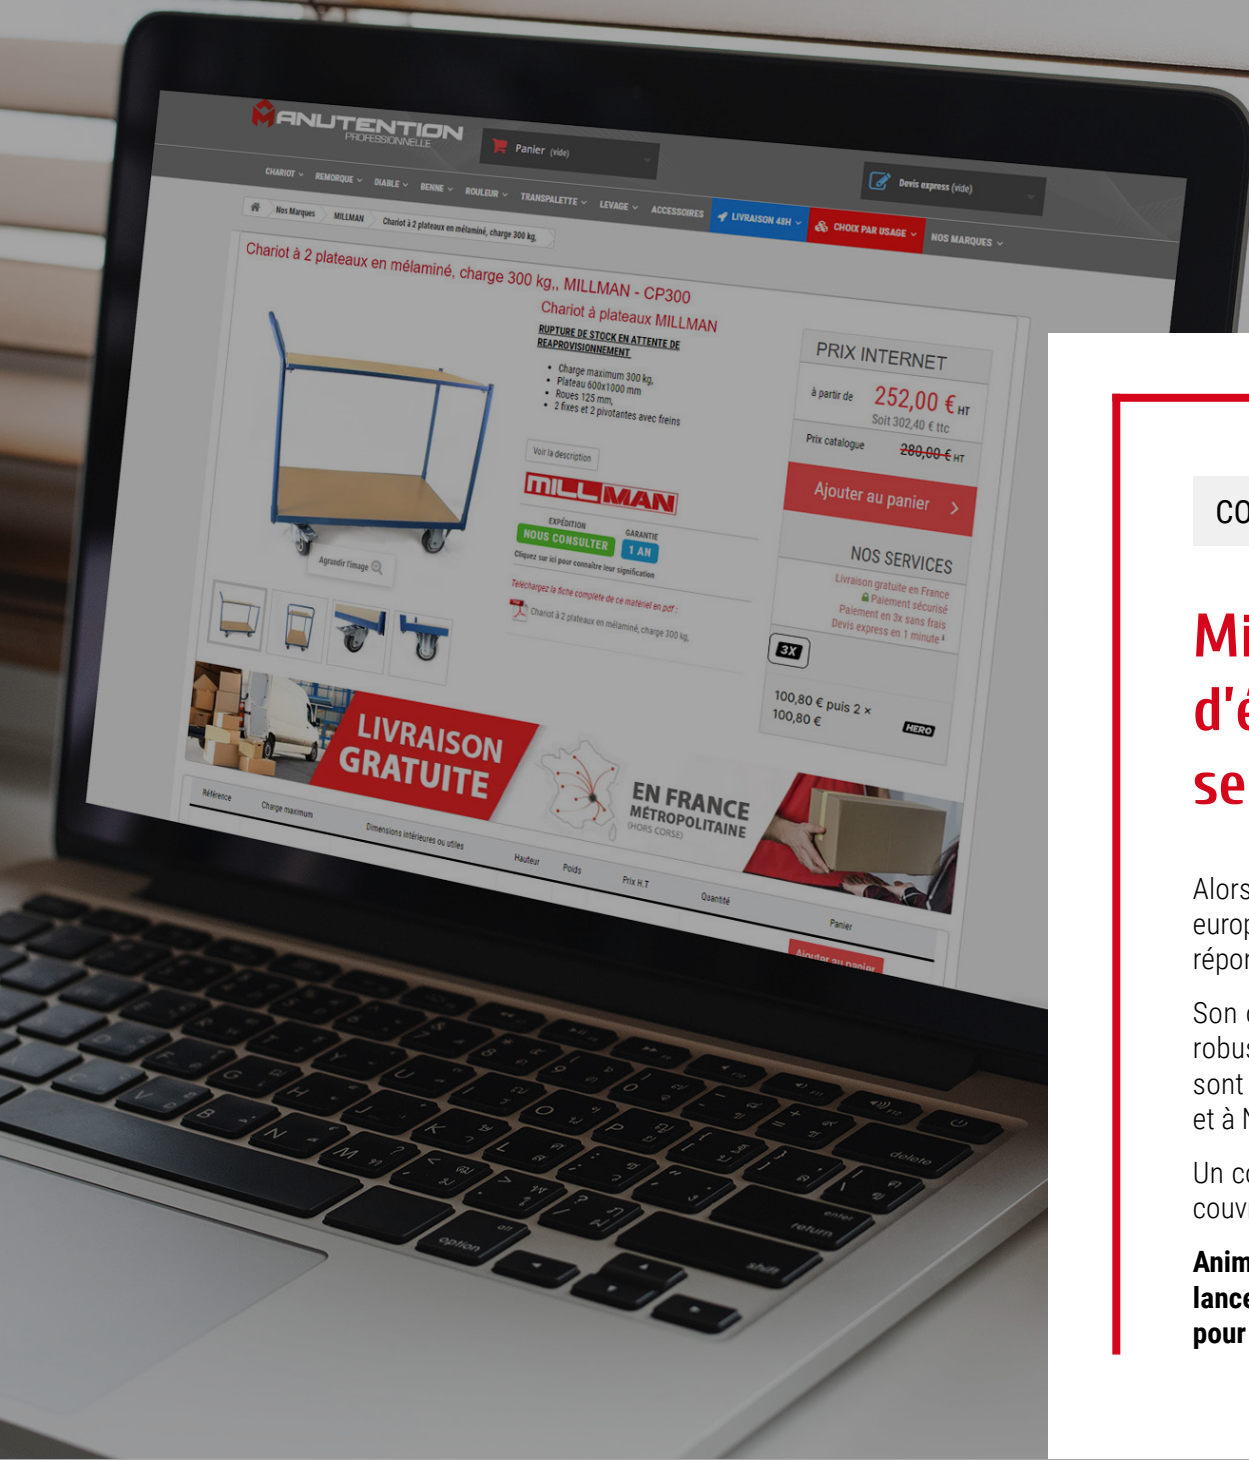 MANUTENTION
PROFESSIONNELLE
Panier (vide)
Devis express (vide)
CHARIOT
REMORQUE
DIABLE
BENNE
ROULEUR
TRANSPALETTE
LEVAGE
ACCESSOIRES
LIVRAISON 48H
CHOIX PAR USAGE
NOS MARQUES
Nos Marques
MILLMAN
Chariot à 2 plateaux en mélaminé, charge 300 kg,
Chariot à 2 plateaux en mélaminé, charge 300 kg,, MILLMAN - CP300
Chariot à plateaux MILLMAN
RUPTURE DE STOCK EN ATTENTE DE
REAPROVISIONNEMENT
Charge maximum 300 kg,
Plateau 600x1000 mm
Roues 125 mm,
2 fixes et 2 pivotantes avec freins
Voir la description
MILLMAN
EXPÉDITION
NOUS CONSULTER
GARANTIE
1 AN
Cliquez sur ici pour connaître leur signification
Téléchargez la fiche complete de ce matériel en pdf :
Chariot à 2 plateaux en mélaminé, charge 300 kg,
Agrandir l'image
PRIX INTERNET
à partir de 252,00 € HT
Soit 302,40 € ttc
Prix catalogue 280,00 € HT
Ajouter au panier
NOS SERVICES
Livraison gratuite en France
Paiement sécurisé
Paiement en 3x sans frais
Devis express en 1 minute
3X
100,80 € puis 2 ×
100,80 €
HERO
LIVRAISON
GRATUITE
EN FRANCE
MÉTROPOLITAINE
(HORS CORSE)
Référence
Charge maximum
Dimensions intérieures ou utiles
Hauteur
Poids
Prix H.T
Quantité
Panier
Ajouter au panier
delete
enter
return
shift
alt
option
CO
Mi
d'é
se
Alors
europ
répon
Son
robus
sont
et à N
Un co
couvr
Anim
lance
pour